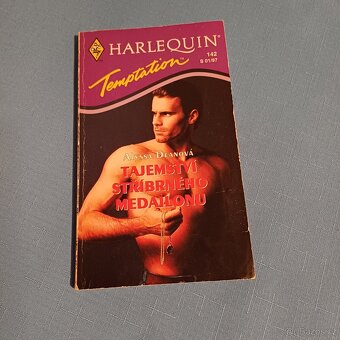 HARLEQUIN®
Temptation
142
S 01/97
ALYSSA DEANOVÁ
TAJEMSTVÍ
STŘÍBRNÉHO
MEDAILONU